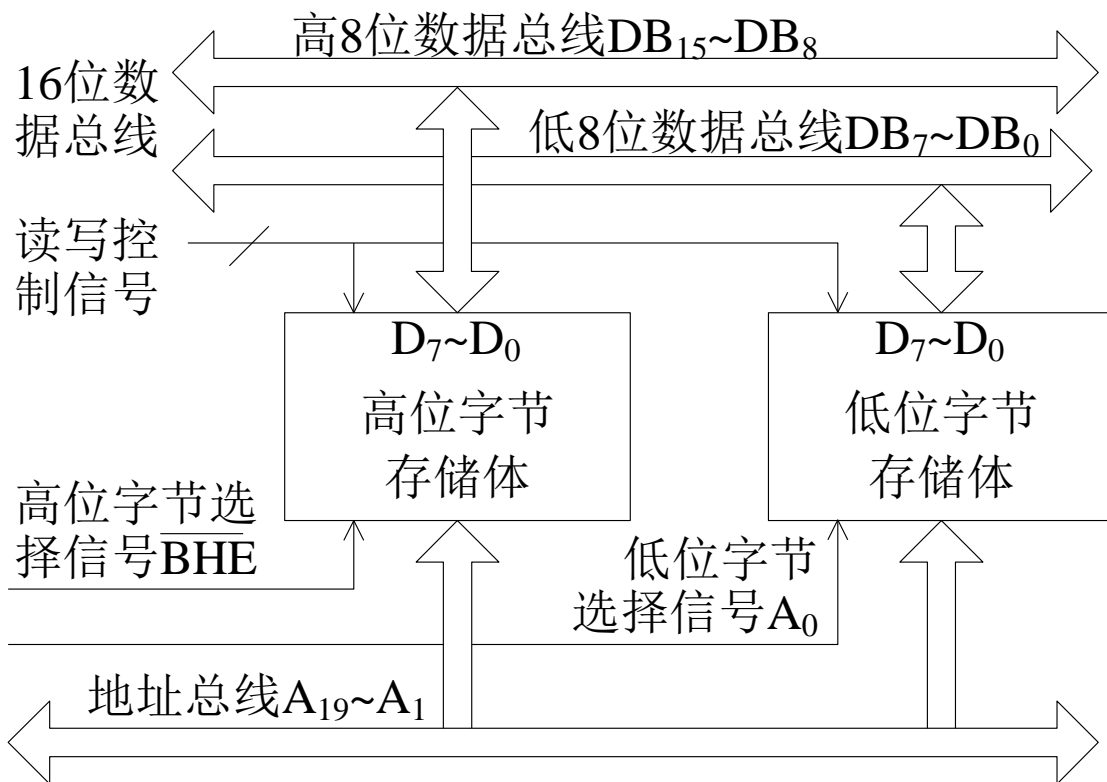 高8位数据总线DB₁₅~DB₈
16位数
据总线
低8位数据总线DB₇~DB₀
读写控
制信号
D₇~D₀
高位字节
存储体
D₇~D₀
低位字节
存储体
高位字节选
择信号B̅H̅E̅
低位字节
选择信号A₀
地址总线A₁₉~A₁